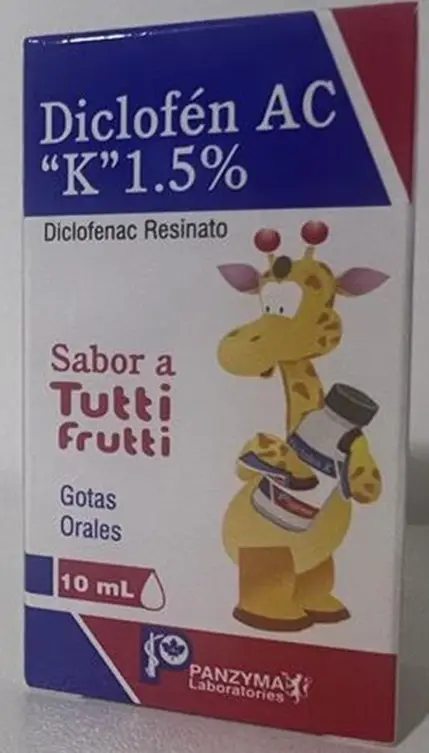 Diclofén AC
“K” 1.5%
Diclofenac Resinato
Sabor a
Tutti
frutti
Gotas
Orales
10 mL
PANZYMA
Laboratories